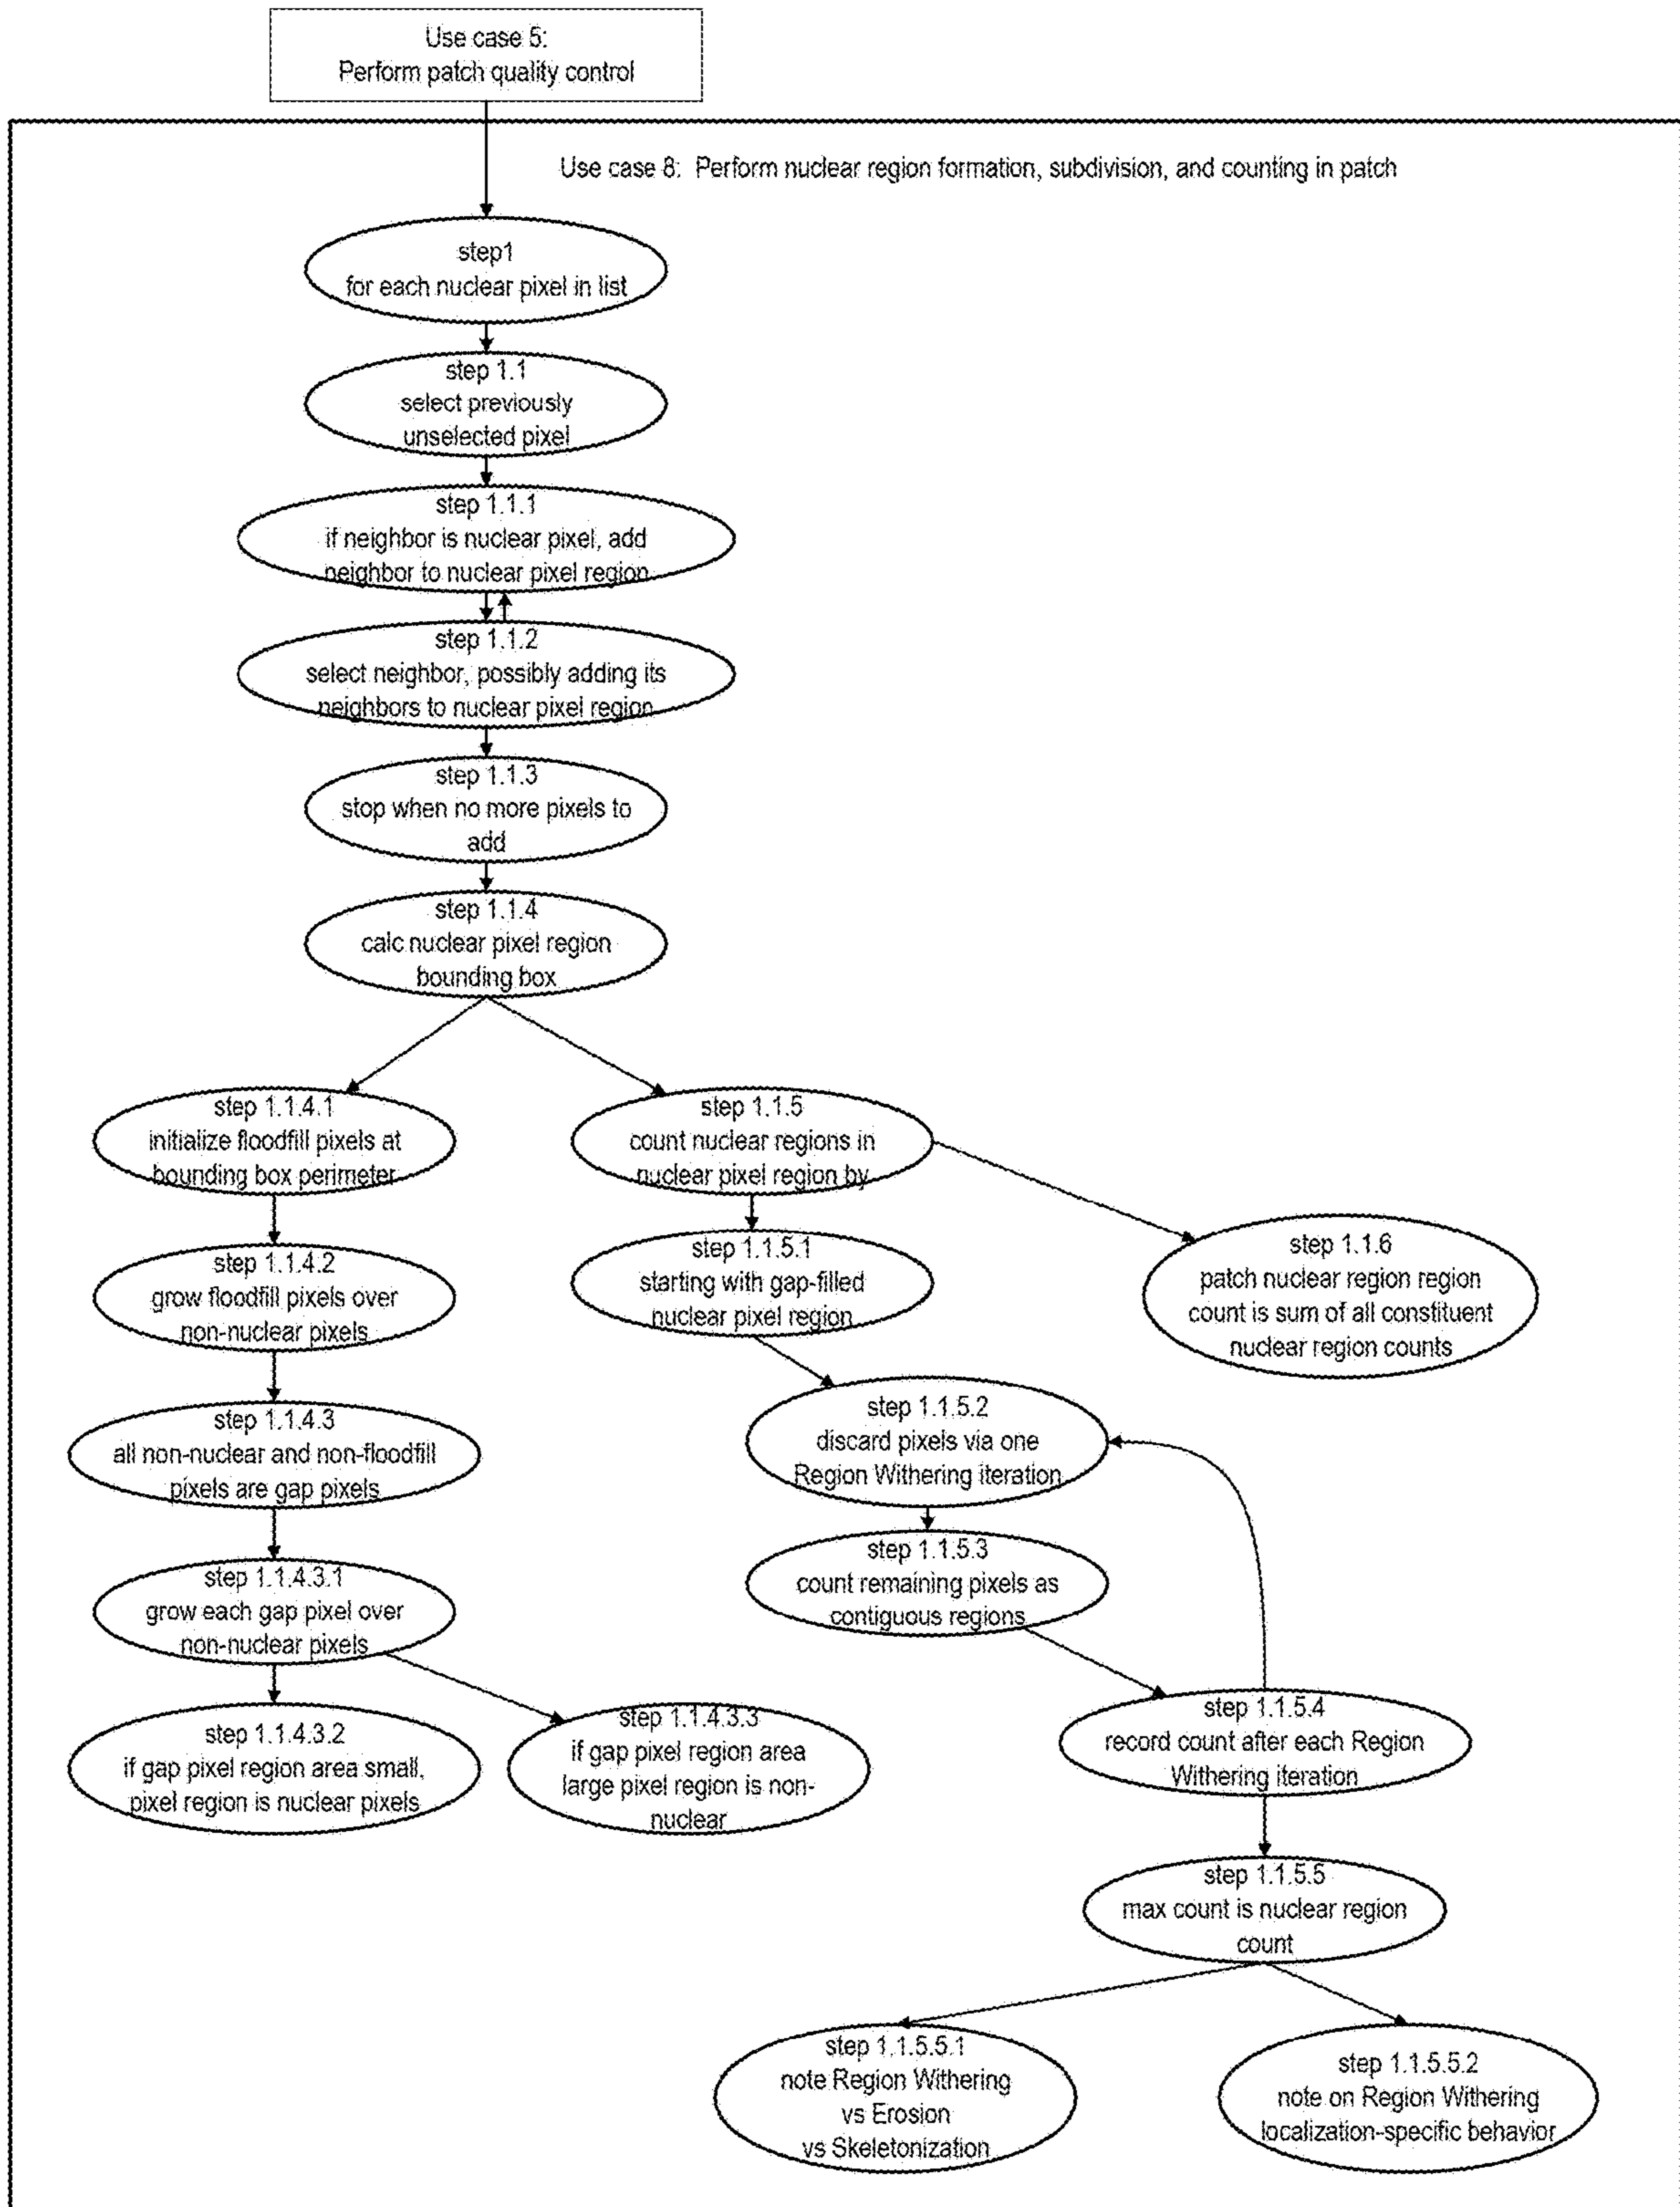 Use case 5:
Perform patch quality control
Use case 8: Perform nuclear region formation, subdivision, and counting in patch
step1
for each nuclear pixel in list
step 1.1
select previously
unselected pixel
step 1.1.1
if neighbor is nuclear pixel, add
neighbor to nuclear pixel region
step 1.1.2
select neighbor, possibly adding its
neighbors to nuclear pixel region
step 1.1.3
stop when no more pixels to
add
step 1.1.4
calc nuclear pixel region
bounding box
step 1.1.4.1
initialize floodfill pixels at
bounding box perimeter
step 1.1.4.2
grow floodfill pixels over
non-nuclear pixels
step 1.1.4.3
all non-nuclear and non-floodfill
pixels are gap pixels
step 1.1.4.3.1
grow each gap pixel over
non-nuclear pixels
step 1.1.4.3.2
if gap pixel region area small,
pixel region is nuclear pixels
step 1.1.4.3.3
if gap pixel region area
large pixel region is non-
nuclear
step 1.1.5
count nuclear regions in
nuclear pixel region by
step 1.1.5.1
starting with gap-filled
nuclear pixel region
step 1.1.5.2
discard pixels via one
Region Withering iteration
step 1.1.5.3
count remaining pixels as
contiguous regions
step 1.1.5.4
record count after each Region
Withering iteration
step 1.1.5.5
max count is nuclear region
count
step 1.1.5.5.1
note Region Withering
vs Erosion
vs Skeletonization
step 1.1.5.5.2
note on Region Withering
localization-specific behavior
step 1.1.6
patch nuclear region region
count is sum of all constituent
nuclear region counts